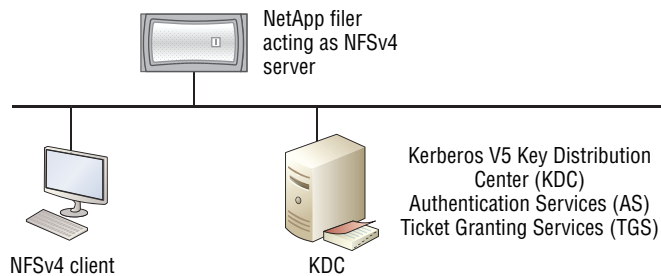 NetApp filer
acting as NFSv4
server
Kerberos V5 Key Distribution
Center (KDC)
Authentication Services (AS)
Ticket Granting Services (TGS)
NFSv4 client
KDC